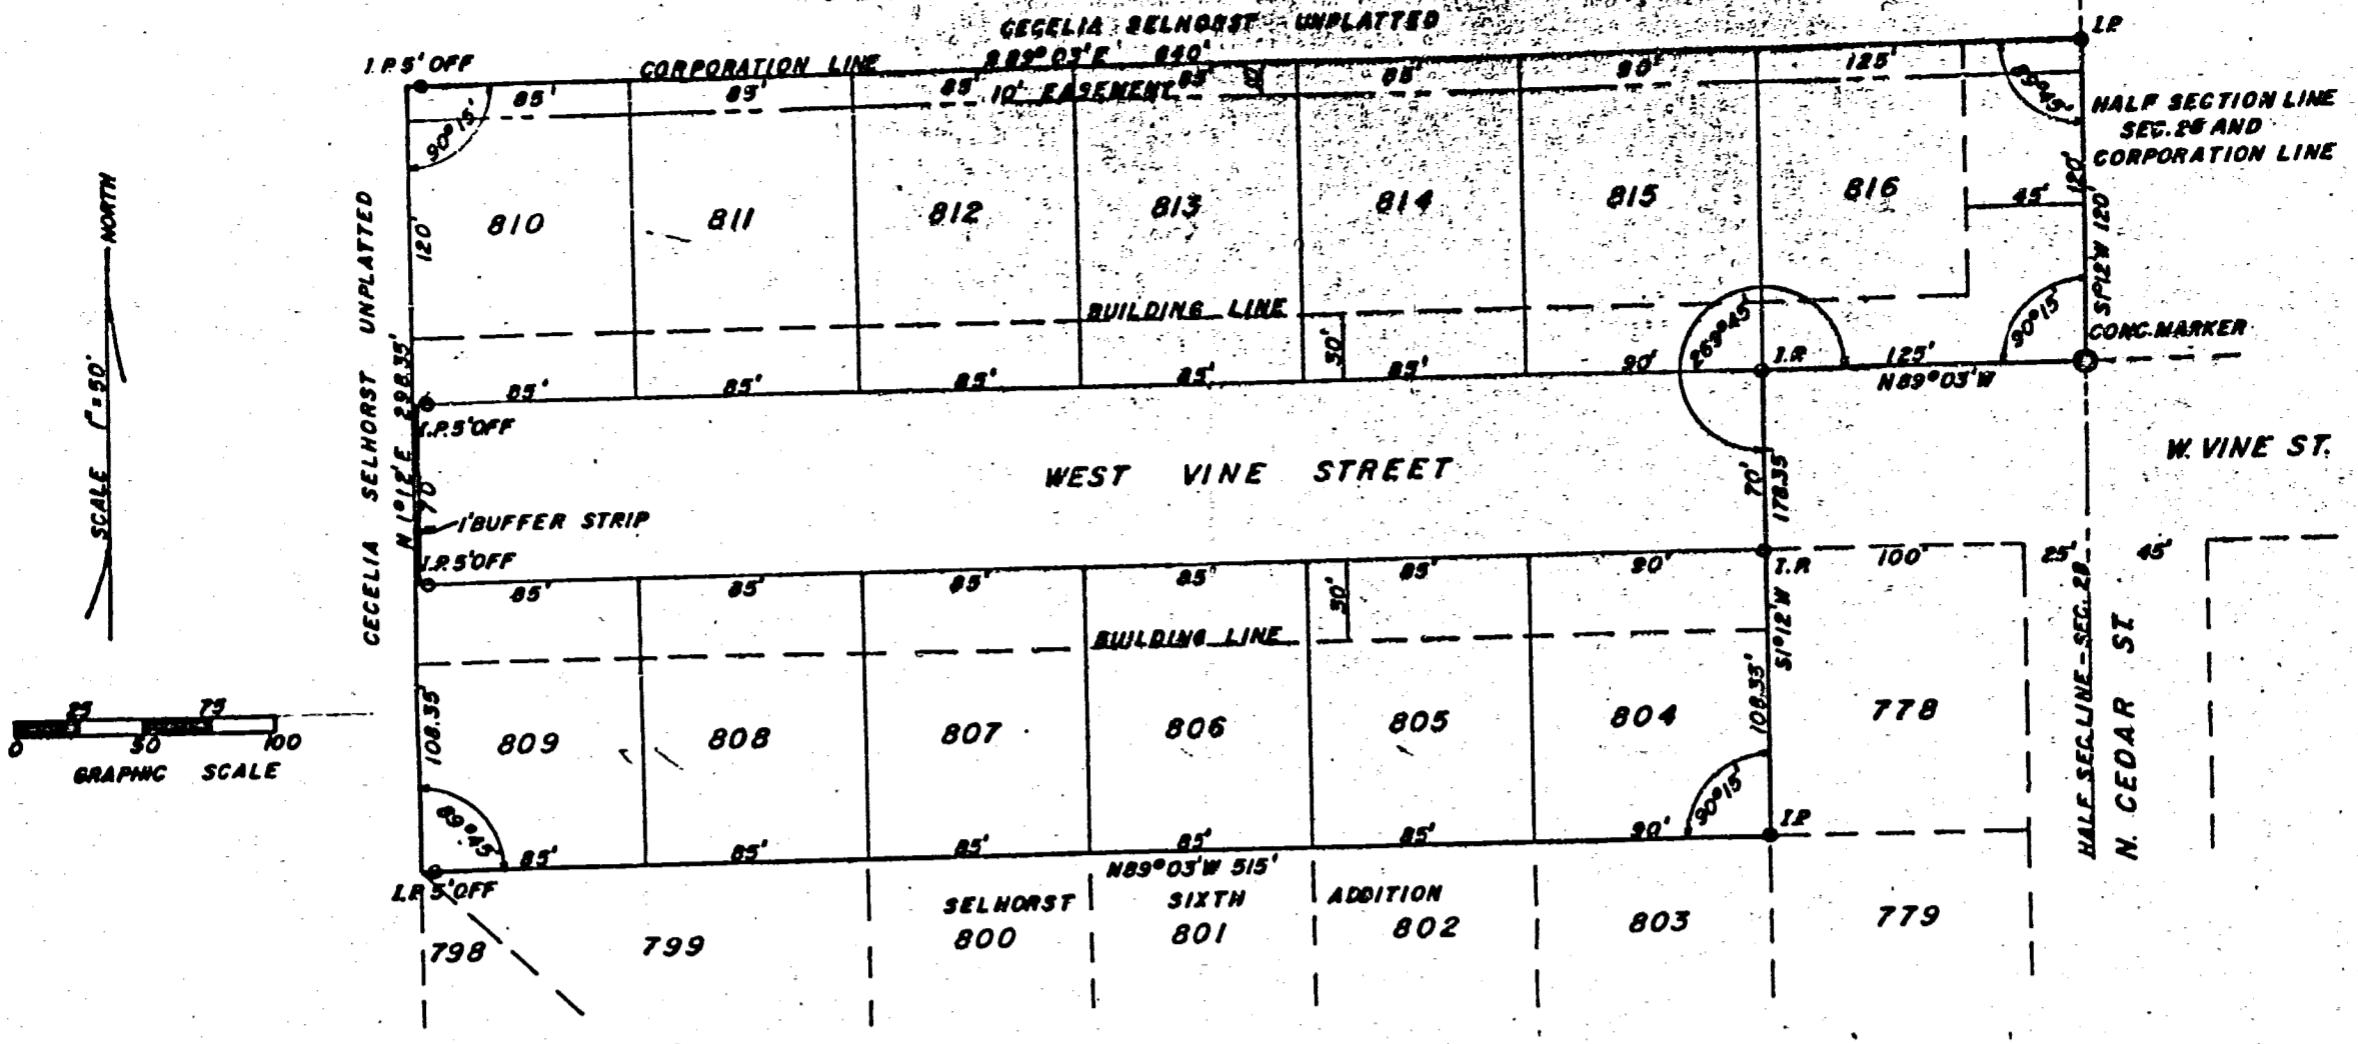 CECELIA SELHORST UNPLATTED
S 89° 03' E 640'
I.P.
I.P. 5' OFF
CORPORATION LINE
85'
85'
85'
85'
85'
90'
125'
10' EASEMENT
10'
90°15'
89°45'
HALF SECTION LINE
SEC. 28 AND
CORPORATION LINE
NORTH
SCALE 1"=50'
CECELIA SELHORST UNPLATTED
N 1°12' E 298.35'
120'
810
811
812
813
814
815
816
45'
120'
S1°12'W 120'
BUILDING LINE
30'
269°45'
90°15'
CONC. MARKER
85'
85'
85'
85'
85'
90'
I.P.
125'
N 89° 03' W
I.P. 5' OFF
WEST VINE STREET
W. VINE ST.
70'
70'
178.35
1' BUFFER STRIP
I.P. 5' OFF
85'
85'
85'
85'
85'
90'
I.P.
100'
25'
45'
30'
BUILDING LINE
S1°12'W
108.35'
108.35'
809
808
807
806
805
804
778
HALF SEC. LINE - SEC. 28
N. CEDAR ST
25
75
0
50
100
GRAPHIC SCALE
89°45'
90°15'
85'
85'
85'
85'
85'
90'
I.P.
I.P. 5' OFF
N89°03'W 515'
SELHORST SIXTH ADDITION
798
799
800
801
802
803
779